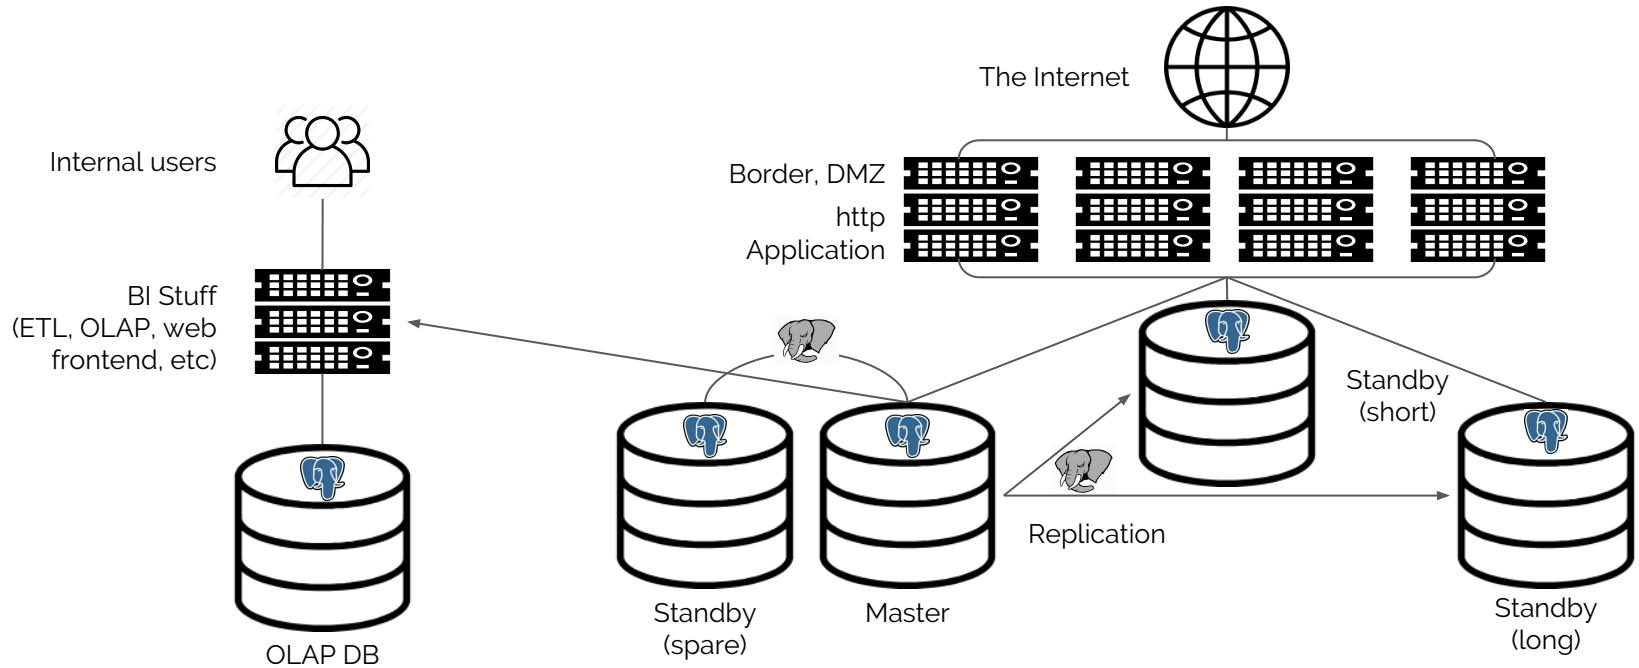 The Internet
Internal users
Border, DMZ
http
Application
BI Stuff
(ETL, OLAP, web
frontend, etc)
Standby
(short)
Replication
Standby
(spare)
Master
Standby
(long)
OLAP DB